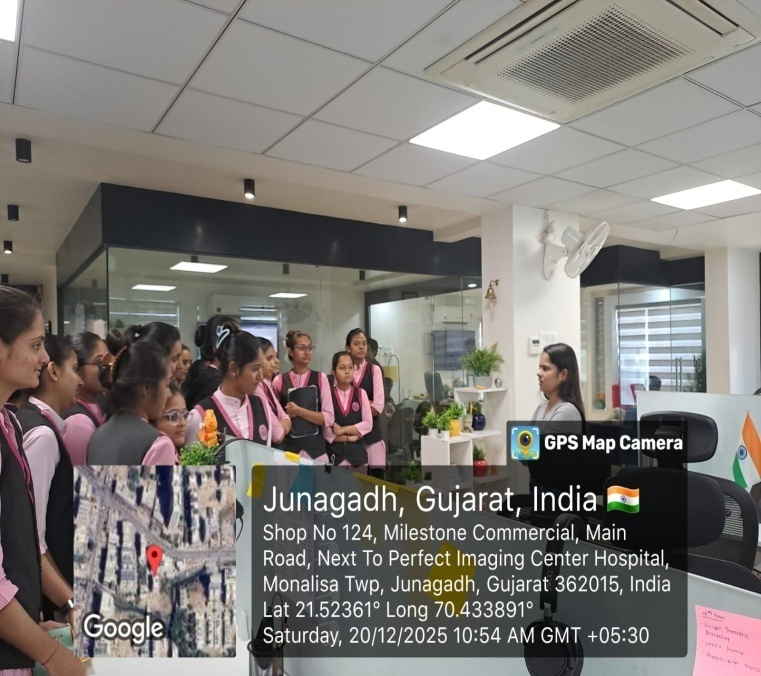 GPS Map Camera
Junagadh, Gujarat, India
Shop No 124, Milestone Commercial, Main
Road, Next To Perfect Imaging Center Hospital,
Monalisa Twp, Junagadh, Gujarat 362015, India
Lat 21.52361° Long 70.433891°
Saturday, 20/12/2025 10:54 AM GMT +05:30
Google